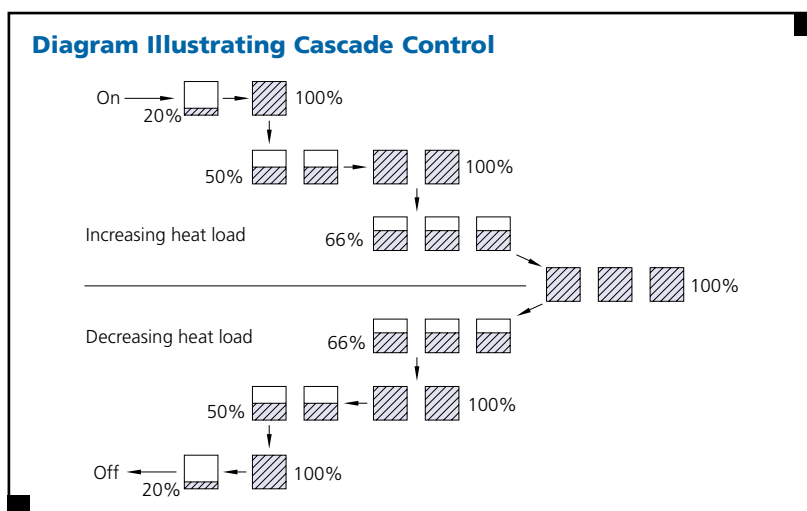 Diagram Illustrating Cascade Control
On
20%
100%
50%
100%
Increasing heat load
66%
100%
Decreasing heat load
66%
50%
100%
Off
20%
100%